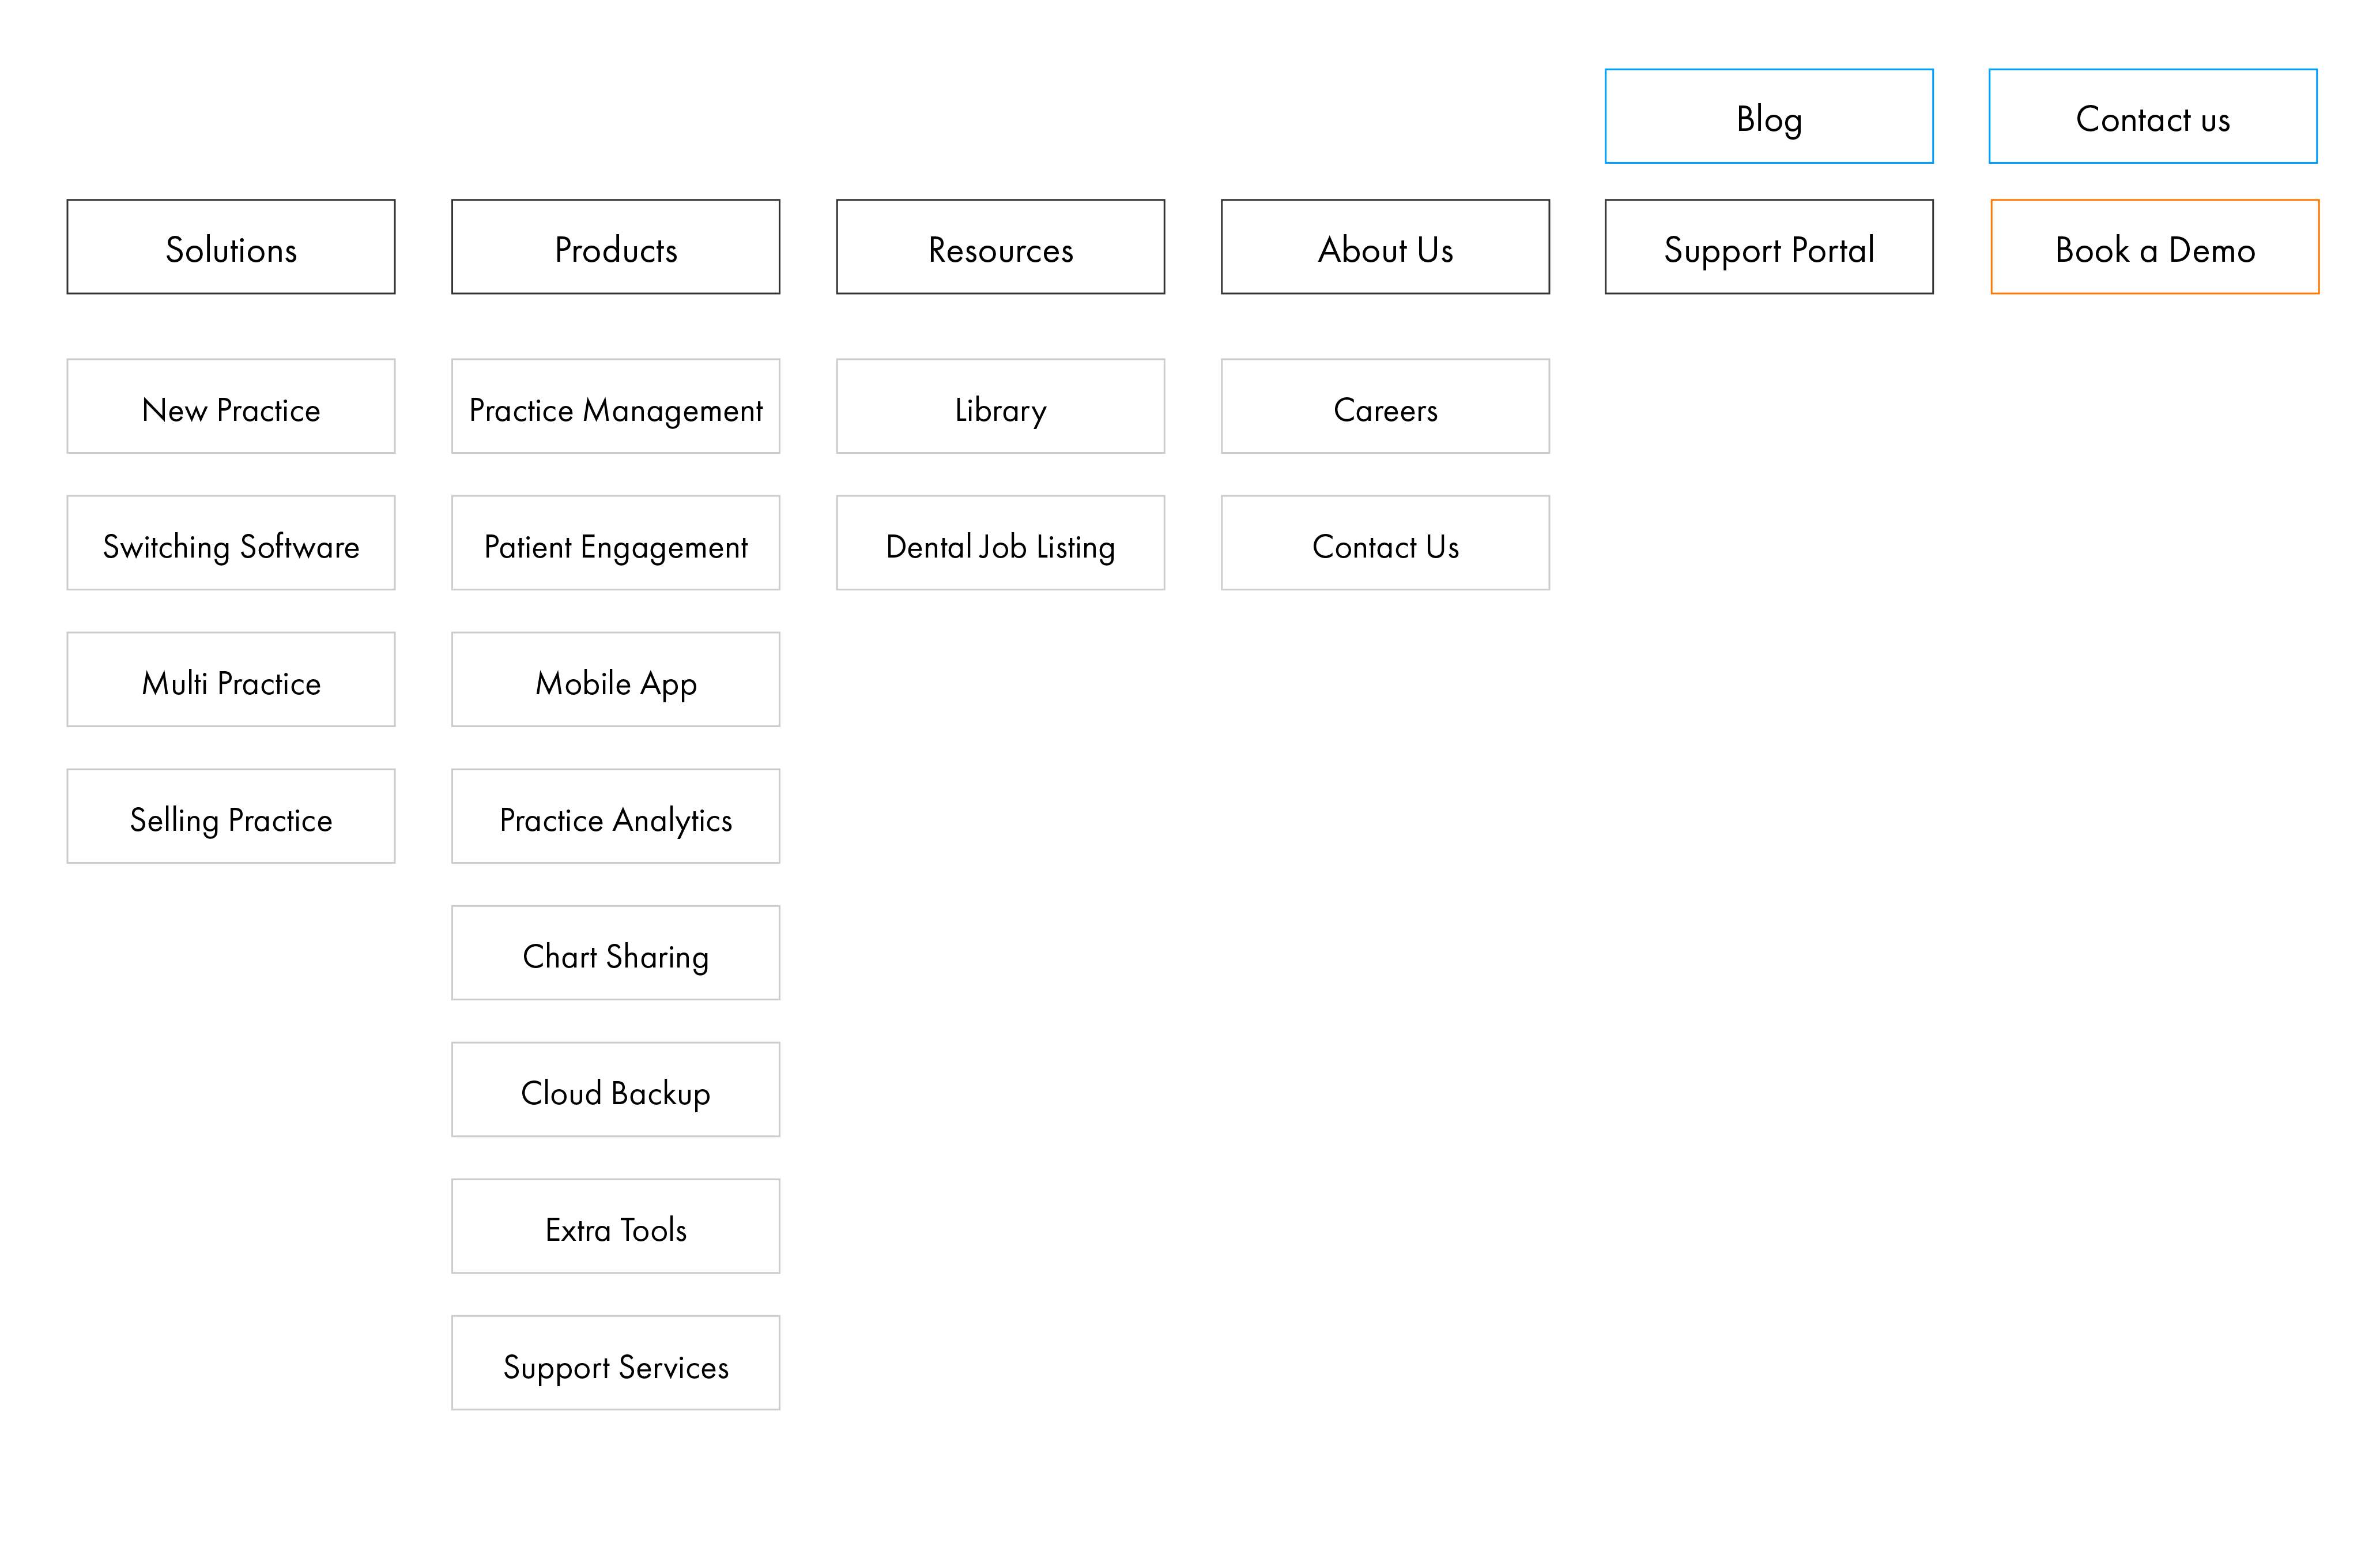 Blog
Contact us
Solutions
Products
Resources
About Us
Support Portal
Book a Demo
New Practice
Practice Management
Library
Careers
Switching Software
Patient Engagement
Dental Job Listing
Contact Us
Multi Practice
Mobile App
Selling Practice
Practice Analytics
Chart Sharing
Cloud Backup
Extra Tools
Support Services